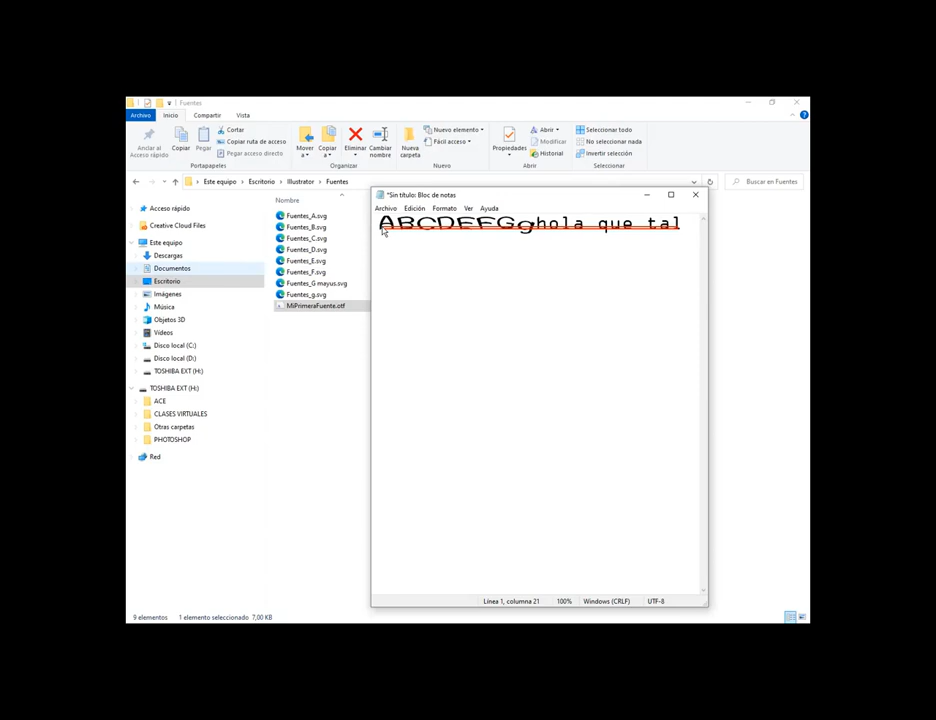 Fuentes
Archivo Inicio Compartir Vista
Anclar al Acceso rápido
Copiar
Pegar
Cortar
Copiar ruta de acceso
Pegar acceso directo
Portapapeles
Mover a
Copiar a
Eliminar
Cambiar nombre
Organizar
Nueva carpeta
Nuevo elemento
Fácil acceso
Nuevo
Propiedades
Abrir
Modificar
Historial
Abrir
Seleccionar todo
No seleccionar nada
Invertir selección
Seleccionar
Este equipo > Escritorio > Illustrator > Fuentes
Buscar en Fuentes
Acceso rápido
Creative Cloud Files
Este equipo
Descargas
Documentos
Escritorio
Imágenes
Música
Objetos 3D
Vídeos
Disco local (C:)
Disco local (D:)
TOSHIBA EXT (H:)
TOSHIBA EXT (H:)
ACE
CLASES VIRTUALES
Otras carpetas
PHOTOSHOP
Red
Nombre
Fuentes_A.svg
Fuentes_B.svg
Fuentes_C.svg
Fuentes_D.svg
Fuentes_E.svg
Fuentes_F.svg
Fuentes_G mayus.svg
Fuentes_g.svg
MiPrimeraFuente.otf
*Sin título: Bloc de notas
Archivo Edición Formato Ver Ayuda
ABCDEFGghola que tal
Línea 1, columna 21 100% Windows (CRLF) UTF-8
9 elementos 1 elemento seleccionado 7,00 KB